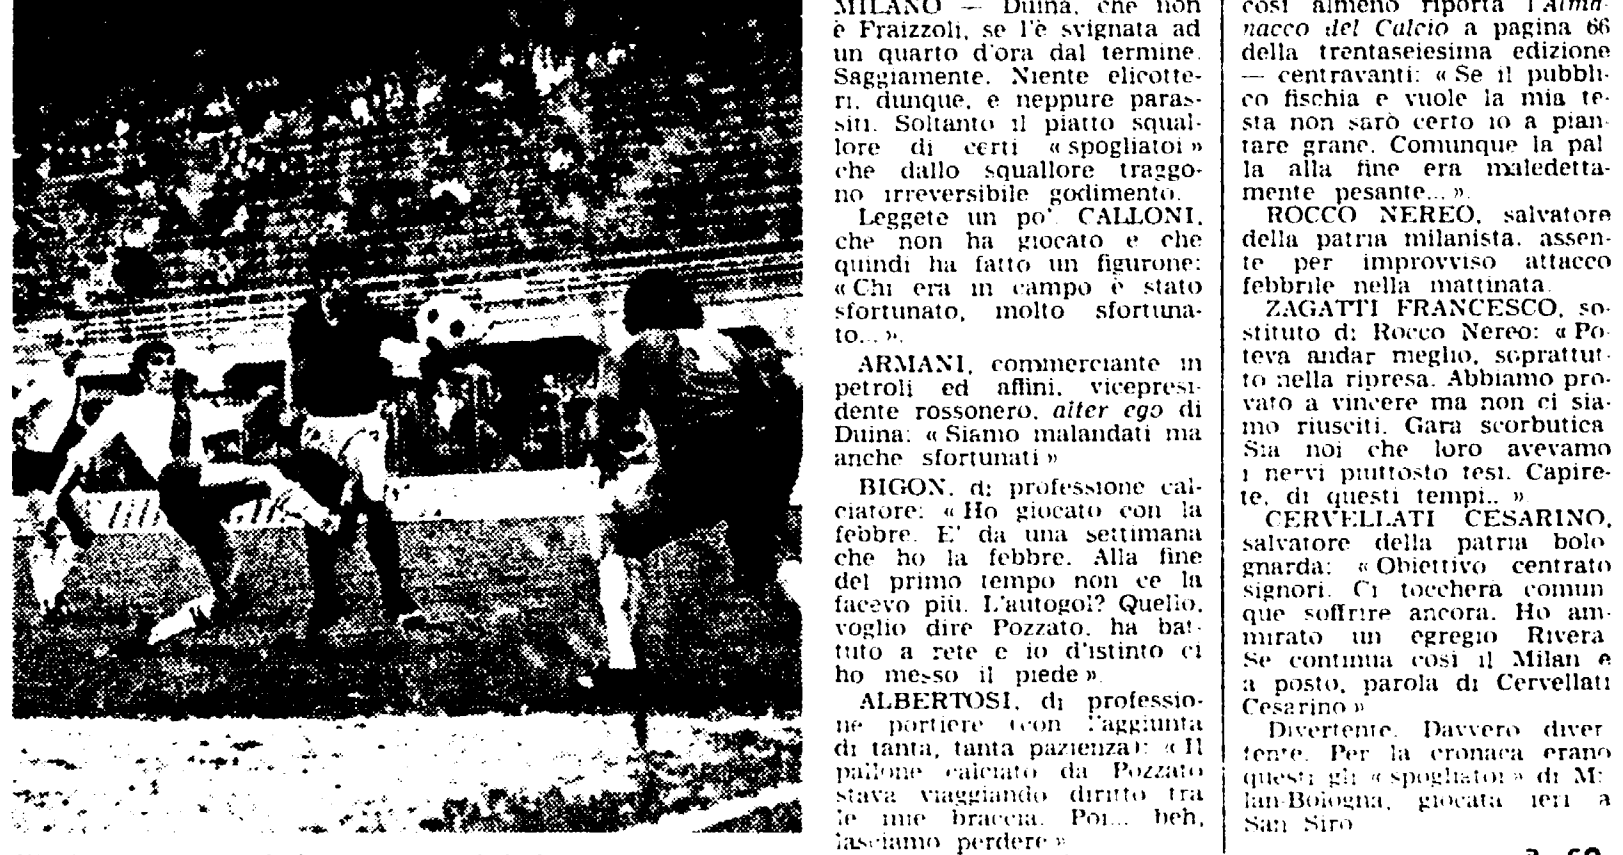 MILANO — Duina, che non
è Fraizzoli, se l'è svignata ad
un quarto d'ora dal termine.
Saggiamente. Niente elicotte-
ri, dunque, e neppure paras-
siti. Soltanto il piatto squal-
lore di certi «spogliatoi»
che dallo squallore traggo-
no irreversibile godimento.
Leggete un po'. CALLONI,
che non ha giocato e che
quindi ha fatto un figurone:
«Chi era in campo è stato
sfortunato, molto sfortuna-
to...».
ARMANI, commerciante in
petroli ed affini, vicepresi-
dente rossonero, alter ego di
Duina: «Siamo malandati ma
anche sfortunati»
BIGON, di professione cal-
ciatore: «Ho giocato con la
febbre. E' da una settimana
che ho la febbre. Alla fine
del primo tempo non ce la
facevo più. L'autogol? Quello,
voglio dire Pozzato, ha bat-
tuto a rete e io d'istinto ci
ho messo il piede».
ALBERTOSI, di professio-
ne portiere (con l'aggiunta
di tanta, tanta pazienza): «Il
pallone calciato da Pozzato
stava viaggiando diritto tra
le mie braccia. Poi... beh,
lasciamo perdere»
così almeno riporta l'Alma-
nacco del Calcio a pagina 66
della trentaseiesima edizione
— centravanti: «Se il pubbli-
co fischia e vuole la mia te-
sta non sarò certo io a pian-
tare grane. Comunque la pal
la alla fine era maledetta-
mente pesante...».
ROCCO NEREO, salvatore
della patria milanista, assen-
te per improvviso attacco
febbrile nella mattinata.
ZAGATTI FRANCESCO, so-
stituto di Rocco Nereo: «Po-
teva andar meglio, soprattut-
to nella ripresa. Abbiamo pro-
vato a vincere ma non ci sia-
mo riusciti. Gara scorbutica
Sia noi che loro avevamo
i nervi piuttosto tesi. Capire-
te, di questi tempi..»
CERVELLATI CESARINO,
salvatore della patria bolo
gnarda: «Obiettivo centrato
signori. Ci toccherà comun
que soffrire ancora. Ho am-
mirato un egregio Rivera
Se continua così il Milan è
a posto, parola di Cervellati
Cesarino»
Divertente. Davvero diver
tente. Per la cronaca erano
questi gli «spogliatoi» di Mi
lan-Bologna, giocata ieri a
San Siro